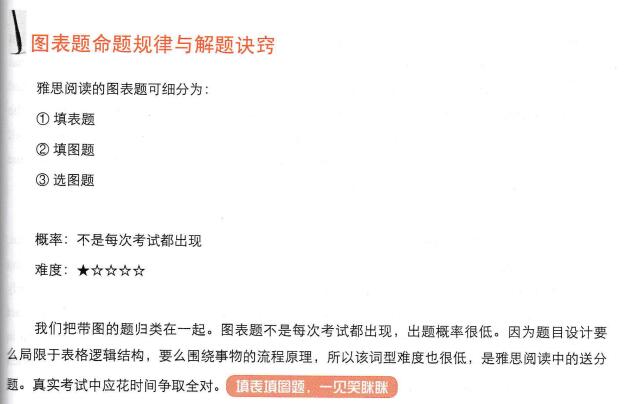 图表题命题规律与解题诀窍
雅思阅读的图表题可细分为：
① 填表题
② 填图题
③ 选图题
概率：不是每次考试都出现
难度：★☆☆☆☆
我们把带图的题归类在一起。图表题不是每次考试都出现，出题概率很低。因为题目设计要
么局限于表格逻辑结构，要么围绕事物的流程原理，所以该词型难度也很低，是雅思阅读中的送分
题。真实考试中应花时间争取全对。 填表填图题，一见笑眯眯